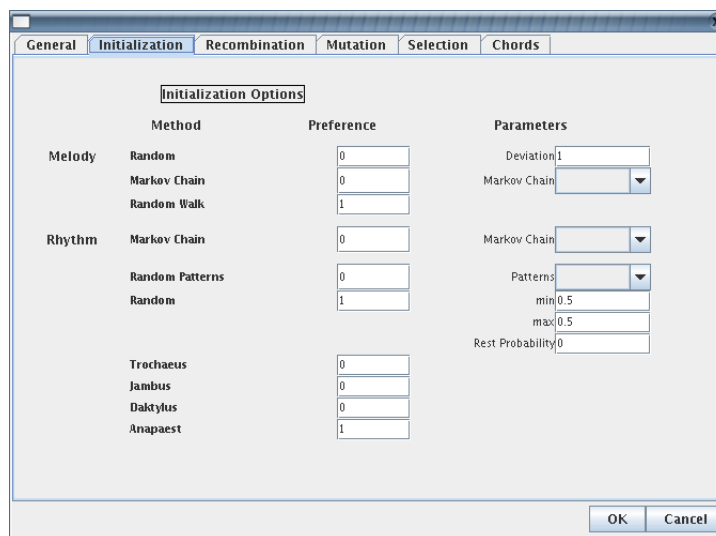 General Initialization Recombination Mutation Selection Chords
Initialization Options
Method Preference Parameters
Melody Random 0 Deviation 1
Markov Chain 0 Markov Chain
Random Walk 1
Rhythm Markov Chain 0 Markov Chain
Random Patterns 0 Patterns
Random 1 min 0.5
max 0.5
Rest Probability 0
Trochaeus 0
Jambus 0
Daktylus 0
Anapaest 1
OK Cancel